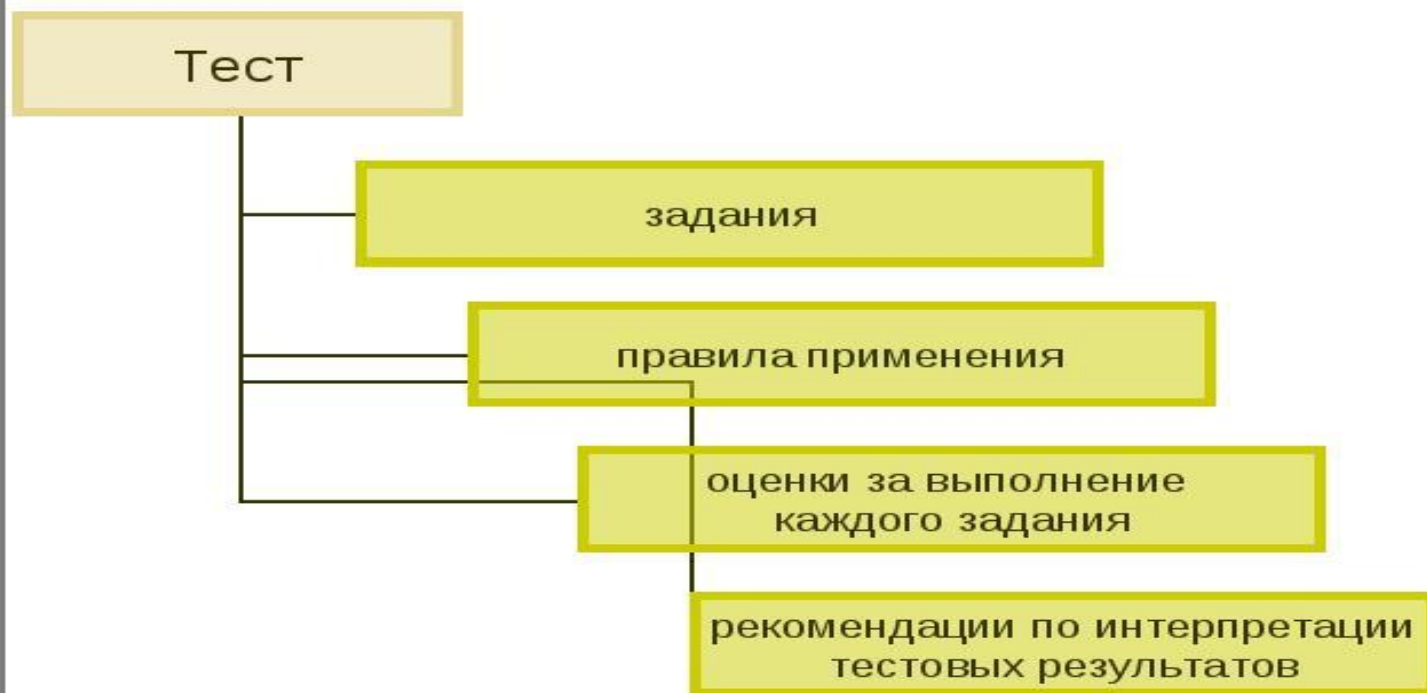 Тест
задания
правила применения
оценки за выполнение
каждого задания
рекомендации по интерпретации
тестовых результатов